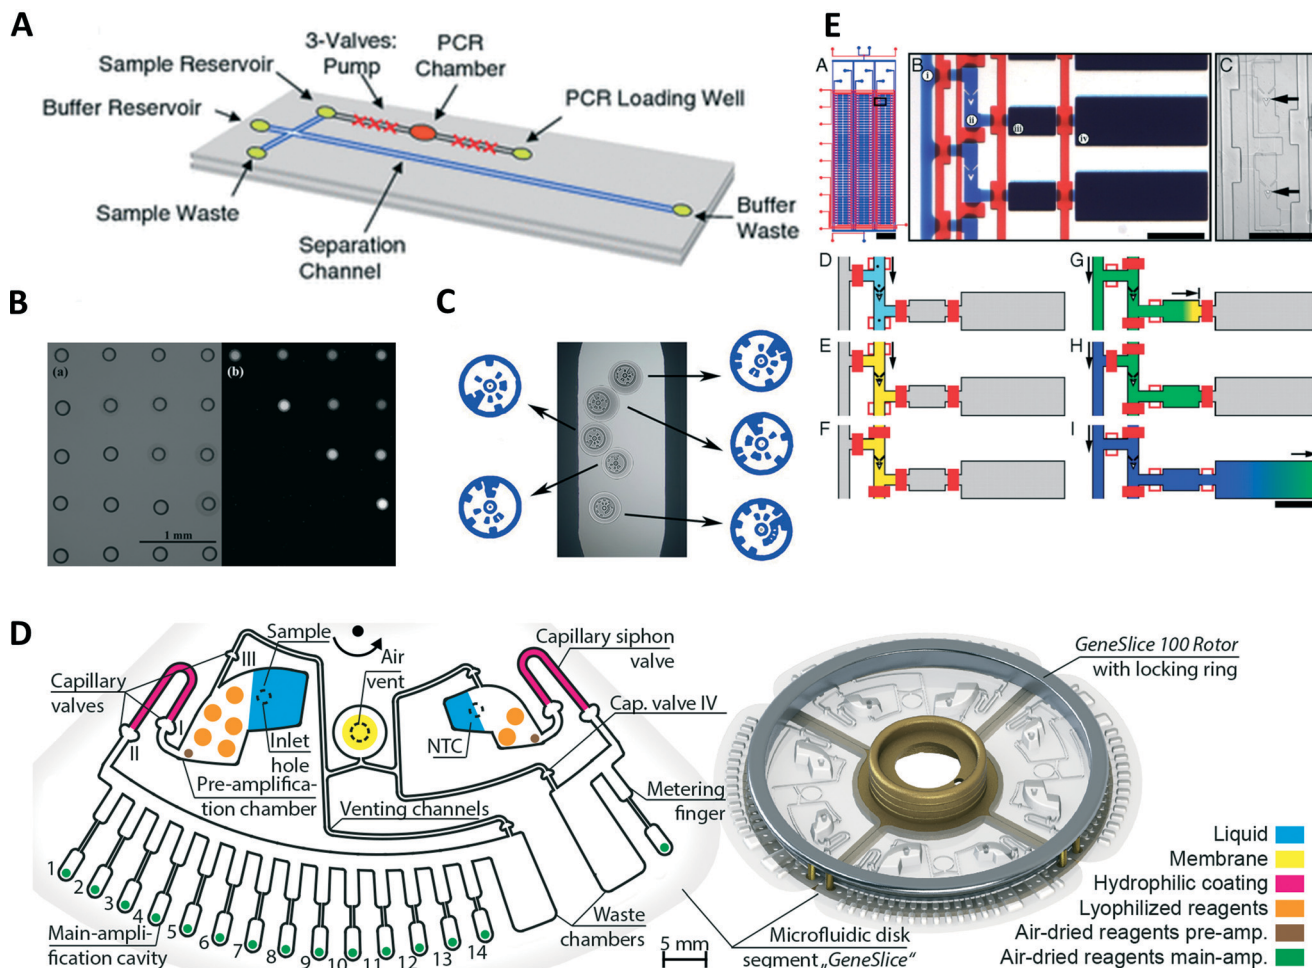 A
3-Valves:
Pump
PCR
Chamber
Sample Reservoir
Buffer Reservoir
PCR Loading Well
Sample Waste
Separation
Channel
Buffer
Waste
B
(a)
(b)
1 mm
C
E
A
B
i
ii
iii
iv
C
D
E
F
G
H
I
D
Sample
Air
vent
Capillary
valves
III
I
II
Inlet
hole
Pre-amplifica-
tion chamber
Venting channels
NTC
Capillary siphon
valve
Cap. valve IV
Metering
finger
1
2
3
4
5
6
7
8
9
10
11
12
13
14
Main-ampli-
fication cavity
Waste
chambers
5 mm
GeneSlice 100 Rotor
with locking ring
Microfluidic disk
segment „GeneSlice“
Liquid
Membrane
Hydrophilic coating
Lyophilized reagents
Air-dried reagents pre-amp.
Air-dried reagents main-amp.